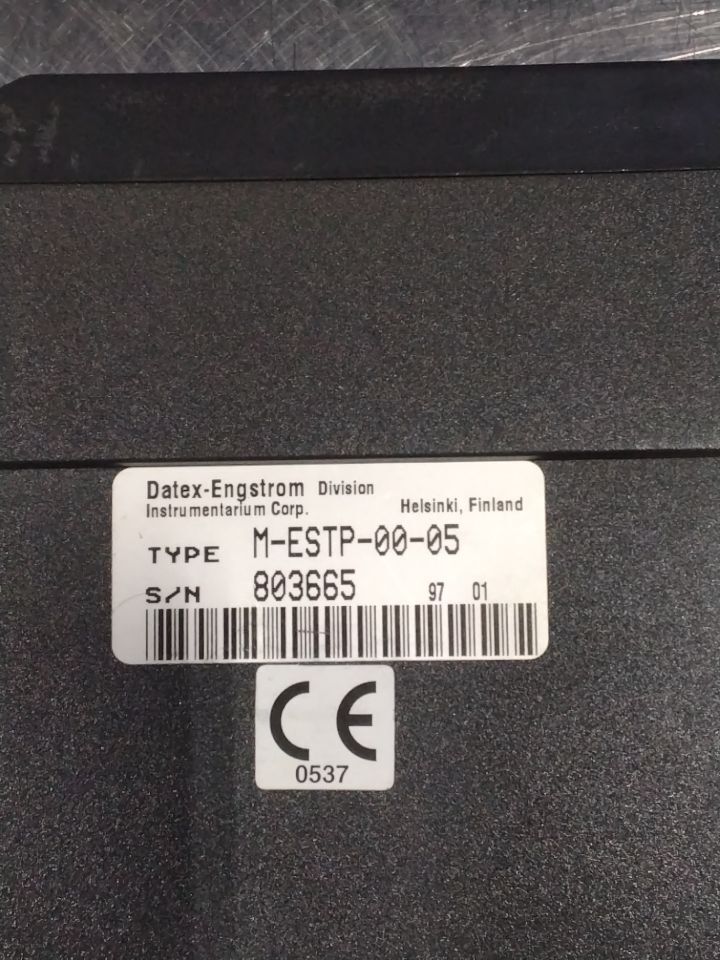 Datex-Engstrom Division
Instrumentarium Corp. Helsinki, Finland
TYPE M-ESTP-00-05
S/N 803665 97 01
CE
0537